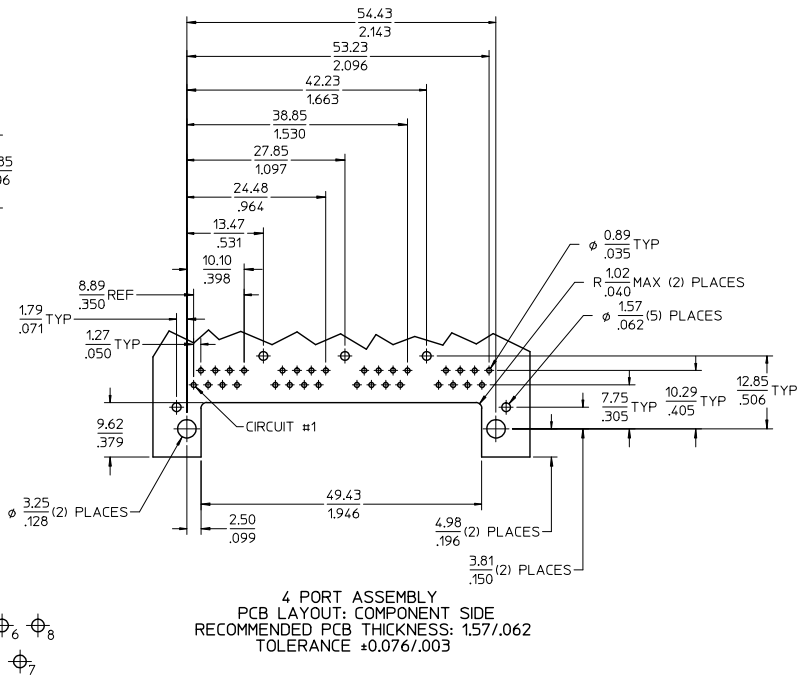 54.43
2.143
53.23
2.096
42.23
1.663
38.85
1.530
27.85
1.097
24.48
.964
13.47
.531
10.10
.398
8.89
.350 REF
1.79
.071 TYP
1.27
.050 TYP
ø 0.89
.035 TYP
R 1.02
.040 MAX (2) PLACES
ø 1.57
.062 (5) PLACES
7.75
.305 TYP
10.29
.405 TYP
12.85
.506 TYP
9.62
.379
CIRCUIT #1
ø 3.25
.128 (2) PLACES
2.50
.099
49.43
1.946
4.98
.196 (2) PLACES
3.81
.150 (2) PLACES
4 PORT ASSEMBLY
PCB LAYOUT: COMPONENT SIDE
RECOMMENDED PCB THICKNESS: 1.57/.062
TOLERANCE ±0.076/.003
6 8
7